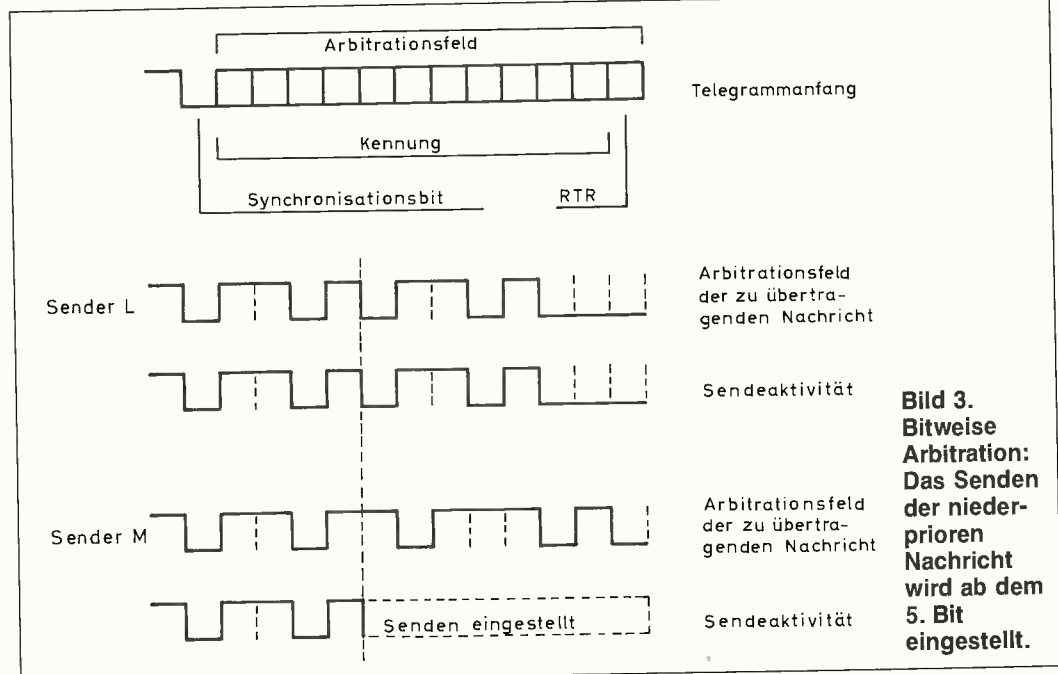 Arbitrationsfeld
Telegrammanfang
Kennung
Synchronisationsbit
RTR
Sender L
Arbitrationsfeld
der zu übertra-
genden Nachricht
Sendeaktivität
Sender M
Arbitrationsfeld
der zu übertra-
genden Nachricht
Senden eingestellt
Sendeaktivität
Bild 3.
Bitweise
Arbitration:
Das Senden
der nieder-
prioren
Nachricht
wird ab dem
5. Bit
eingestellt.